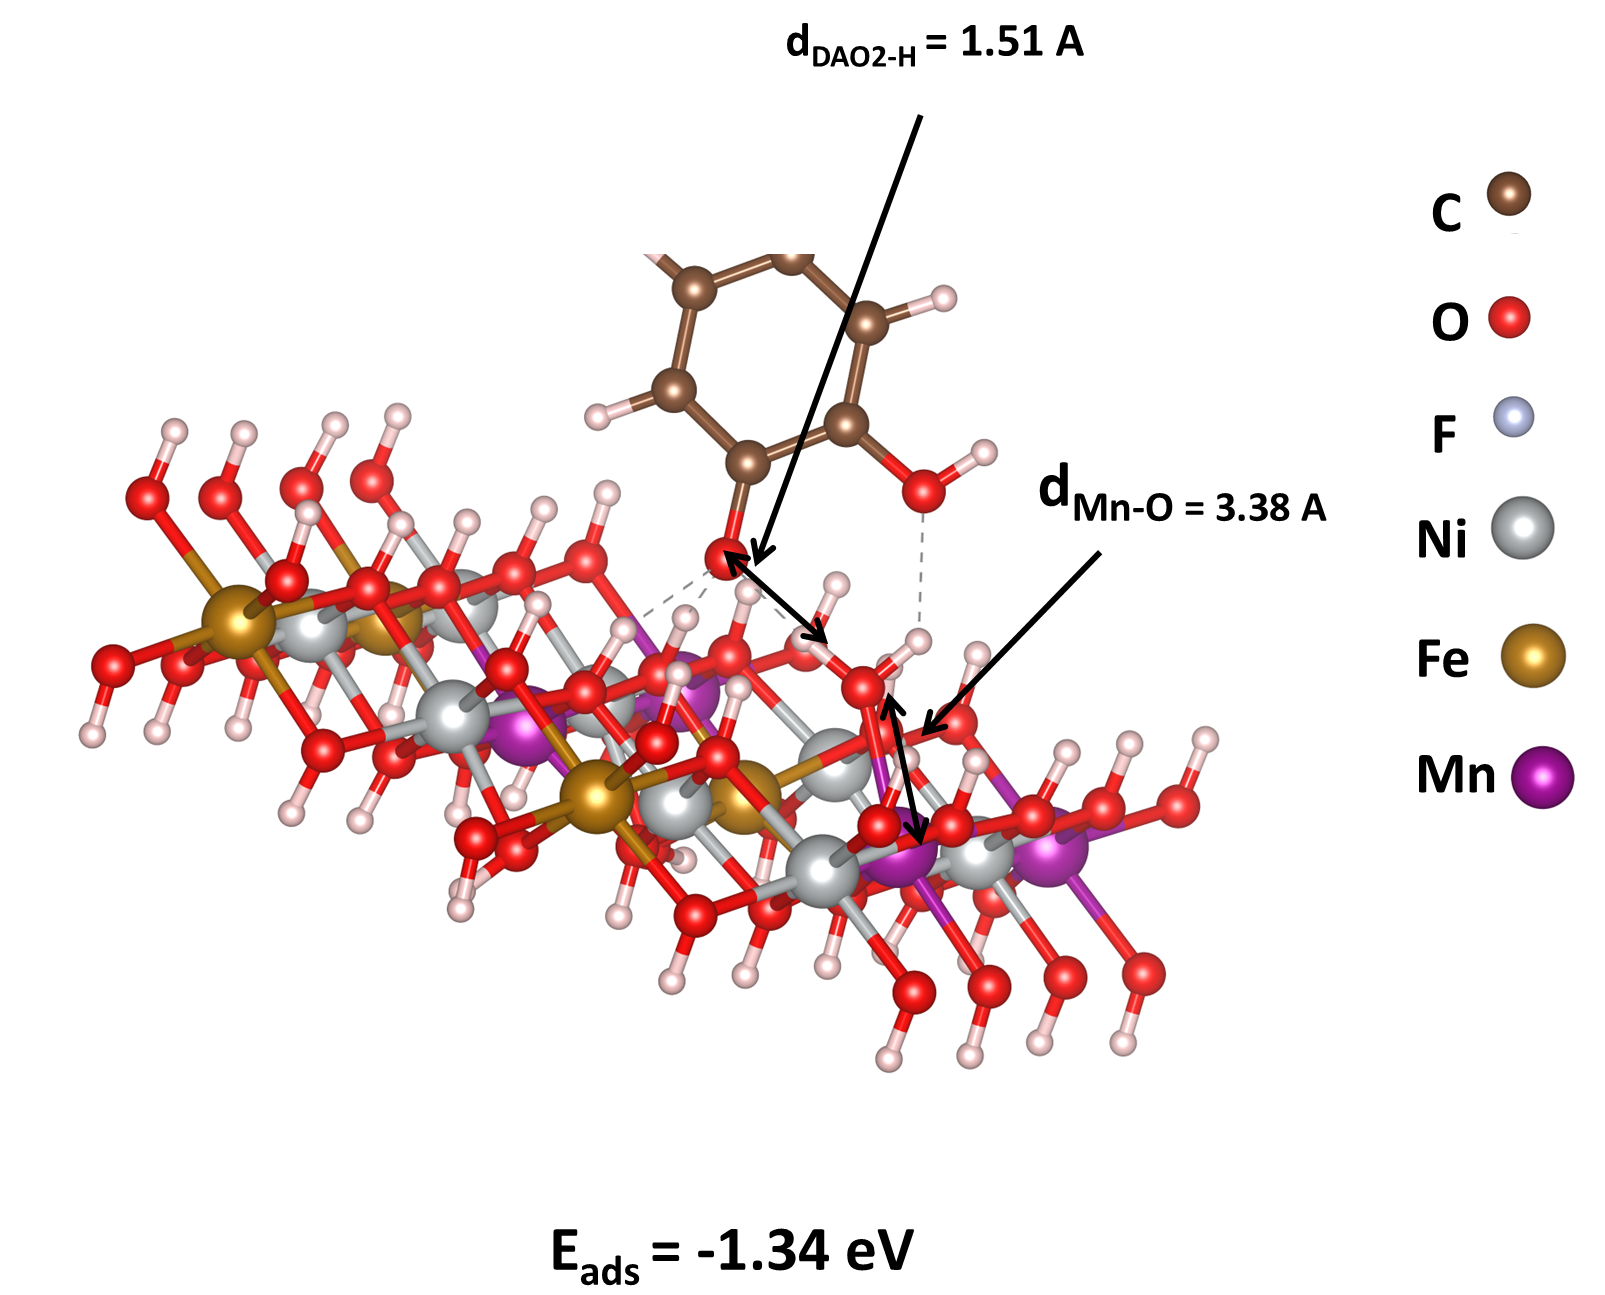 dDAO2-H = 1.51 A
C
O
F
dMn-O = 3.38 A
Ni
Fe
Mn
Eads = -1.34 eV